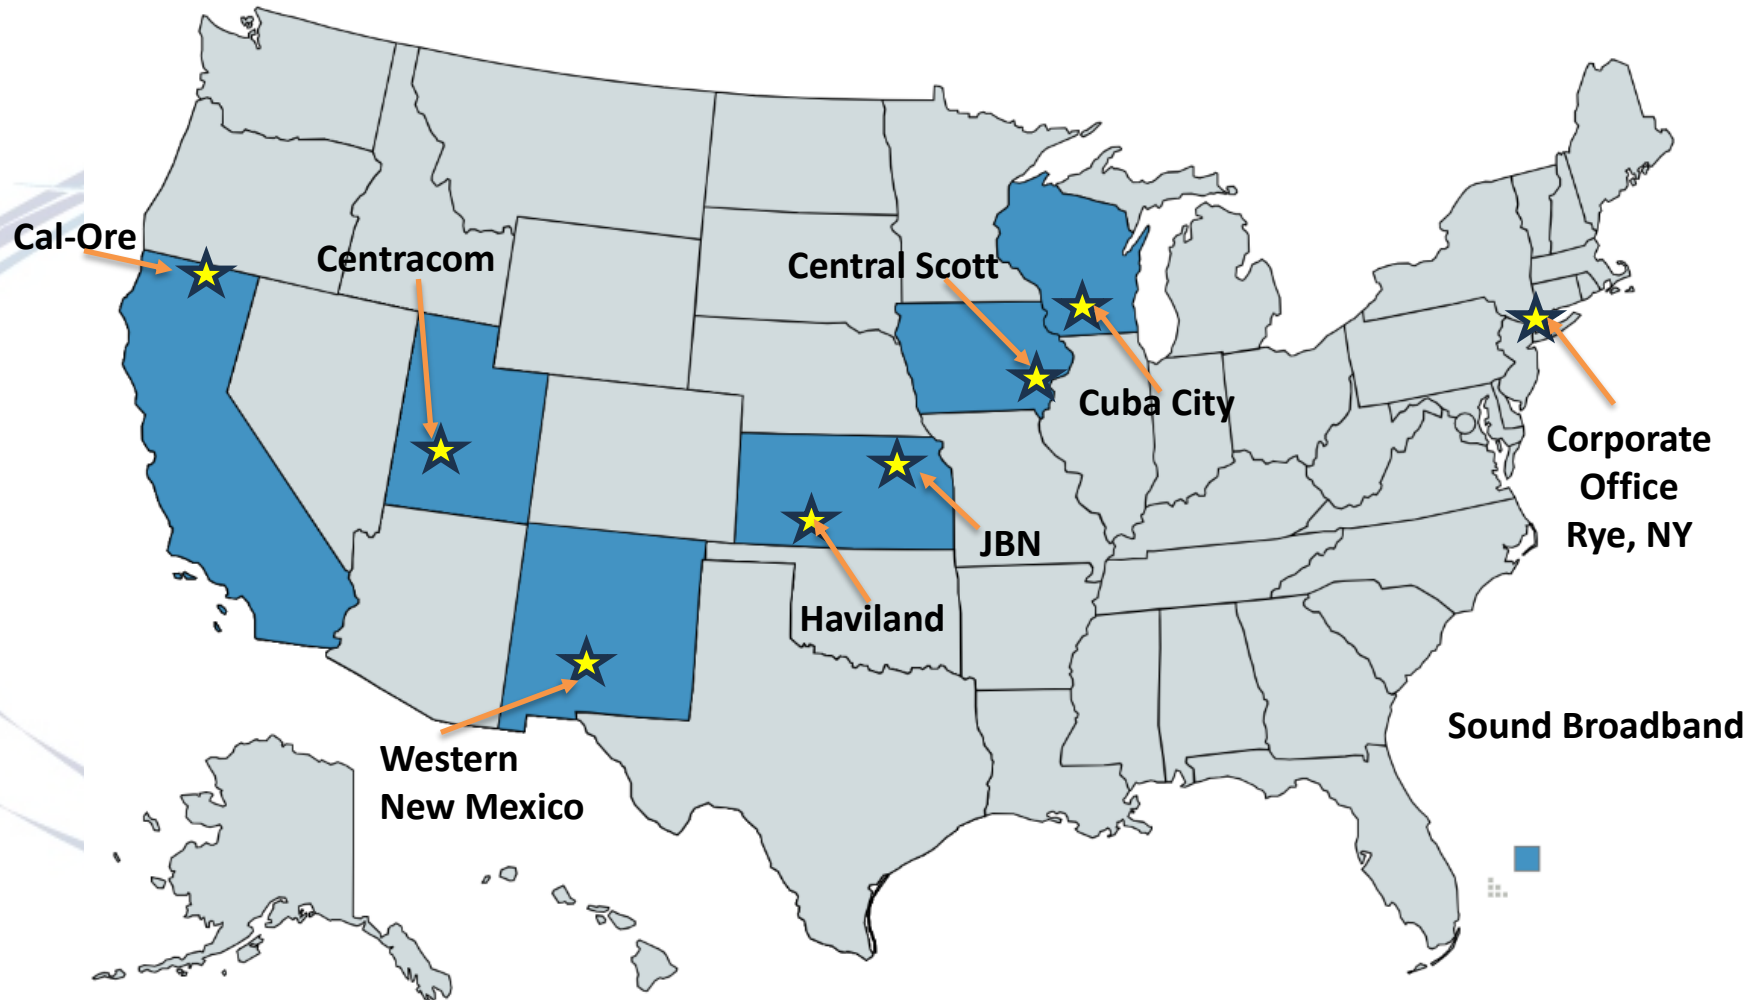 Cal-Ore
Centracom
Central Scott
Cuba City
Corporate
Office
Rye, NY
JBN
Haviland
Western
New Mexico
Sound Broadband